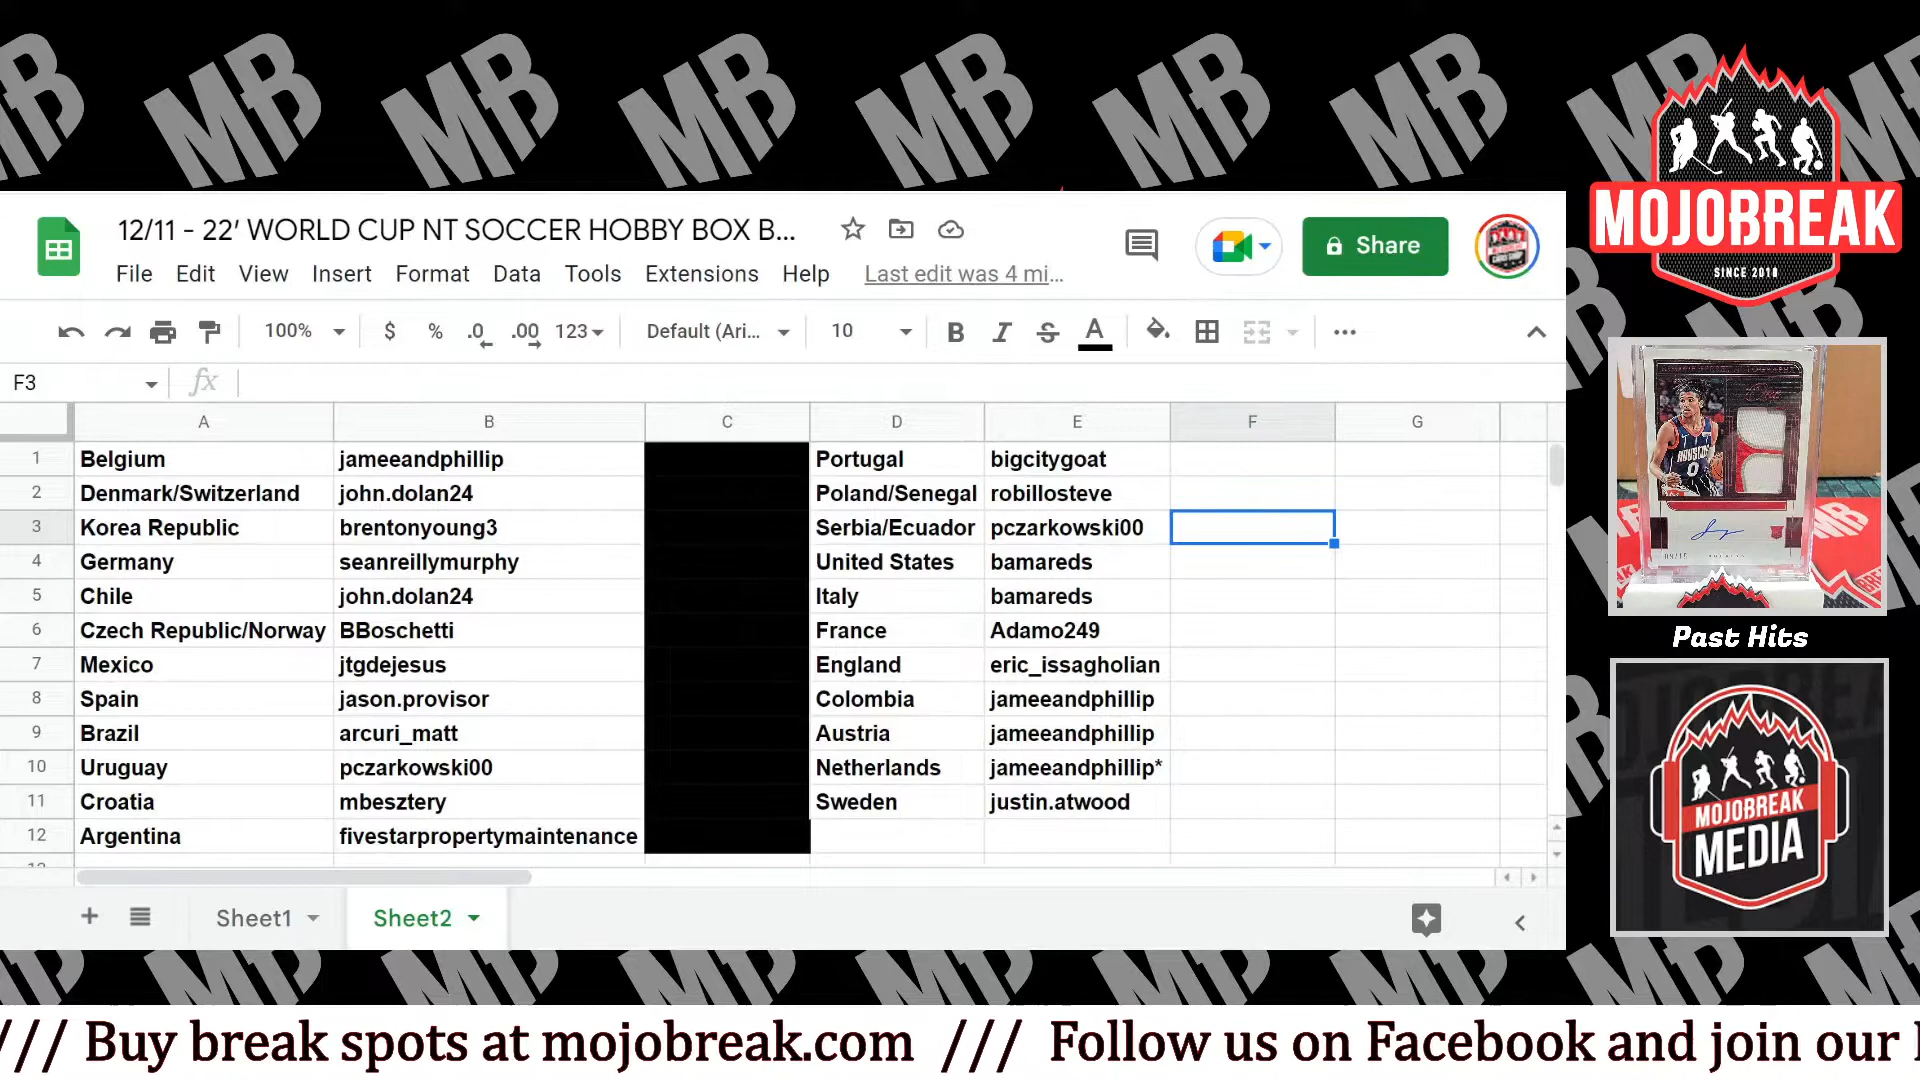 MB MB MB MB MB MB MB
12/11 - 22' WORLD CUP NT SOCCER HOBBY BOX B...
Share
File Edit View Insert Format Data Tools Extensions Help Last edit was 4 mi...
100% $ % .0 .00 123 Default (Ari... 10 B I S A
F3 fx
A B C D E F G
1 Belgium jameeandphillip Portugal bigcitygoat
2 Denmark/Switzerland john.dolan24 Poland/Senegal robillosteve
3 Korea Republic brentonyoung3 Serbia/Ecuador pczarkowski00
4 Germany seanreillymurphy United States bamareds
5 Chile john.dolan24 Italy bamareds
6 Czech Republic/Norway BBoschetti France Adamo249
7 Mexico jtgdejesus England eric_issagholian
8 Spain jason.provisor Colombia jameeandphillip
9 Brazil arcuri_matt Austria jameeandphillip
10 Uruguay pczarkowski00 Netherlands jameeandphillip*
11 Croatia mbesztery Sweden justin.atwood
12 Argentina fivestarpropertymaintenance
Sheet1 Sheet2
MOJOBREAK
SINCE 2010
Past Hits
MOJOBREAK
MEDIA
/// Buy break spots at mojobreak.com /// Follow us on Facebook and join our